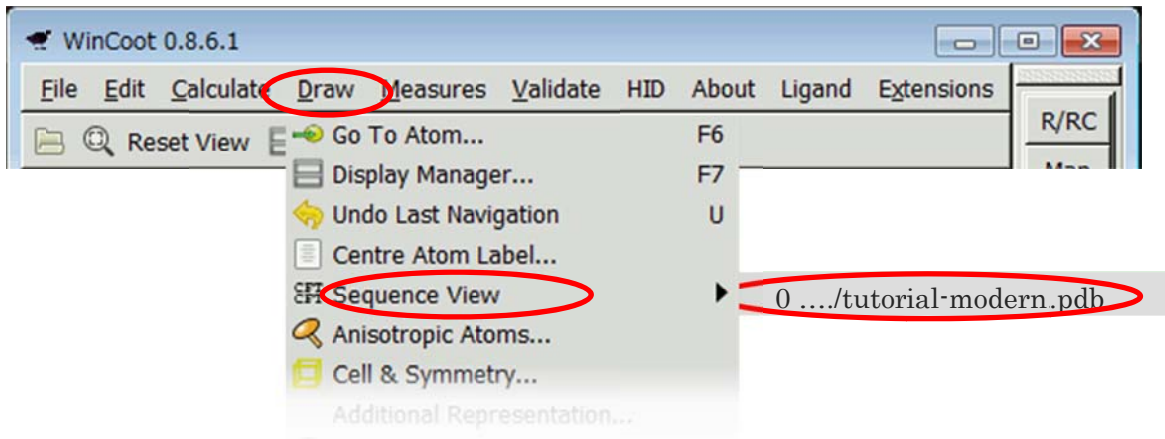 WinCoot 0.8.6.1
File Edit Calculate Draw Measures Validate HID About Ligand Extensions
Reset View
R/RC
Map
Go To Atom... F6
Display Manager... F7
Undo Last Navigation U
Centre Atom Label...
Sequence View
0 …./tutorial-modern.pdb
Anisotropic Atoms...
Cell & Symmetry...
Additional Representation...